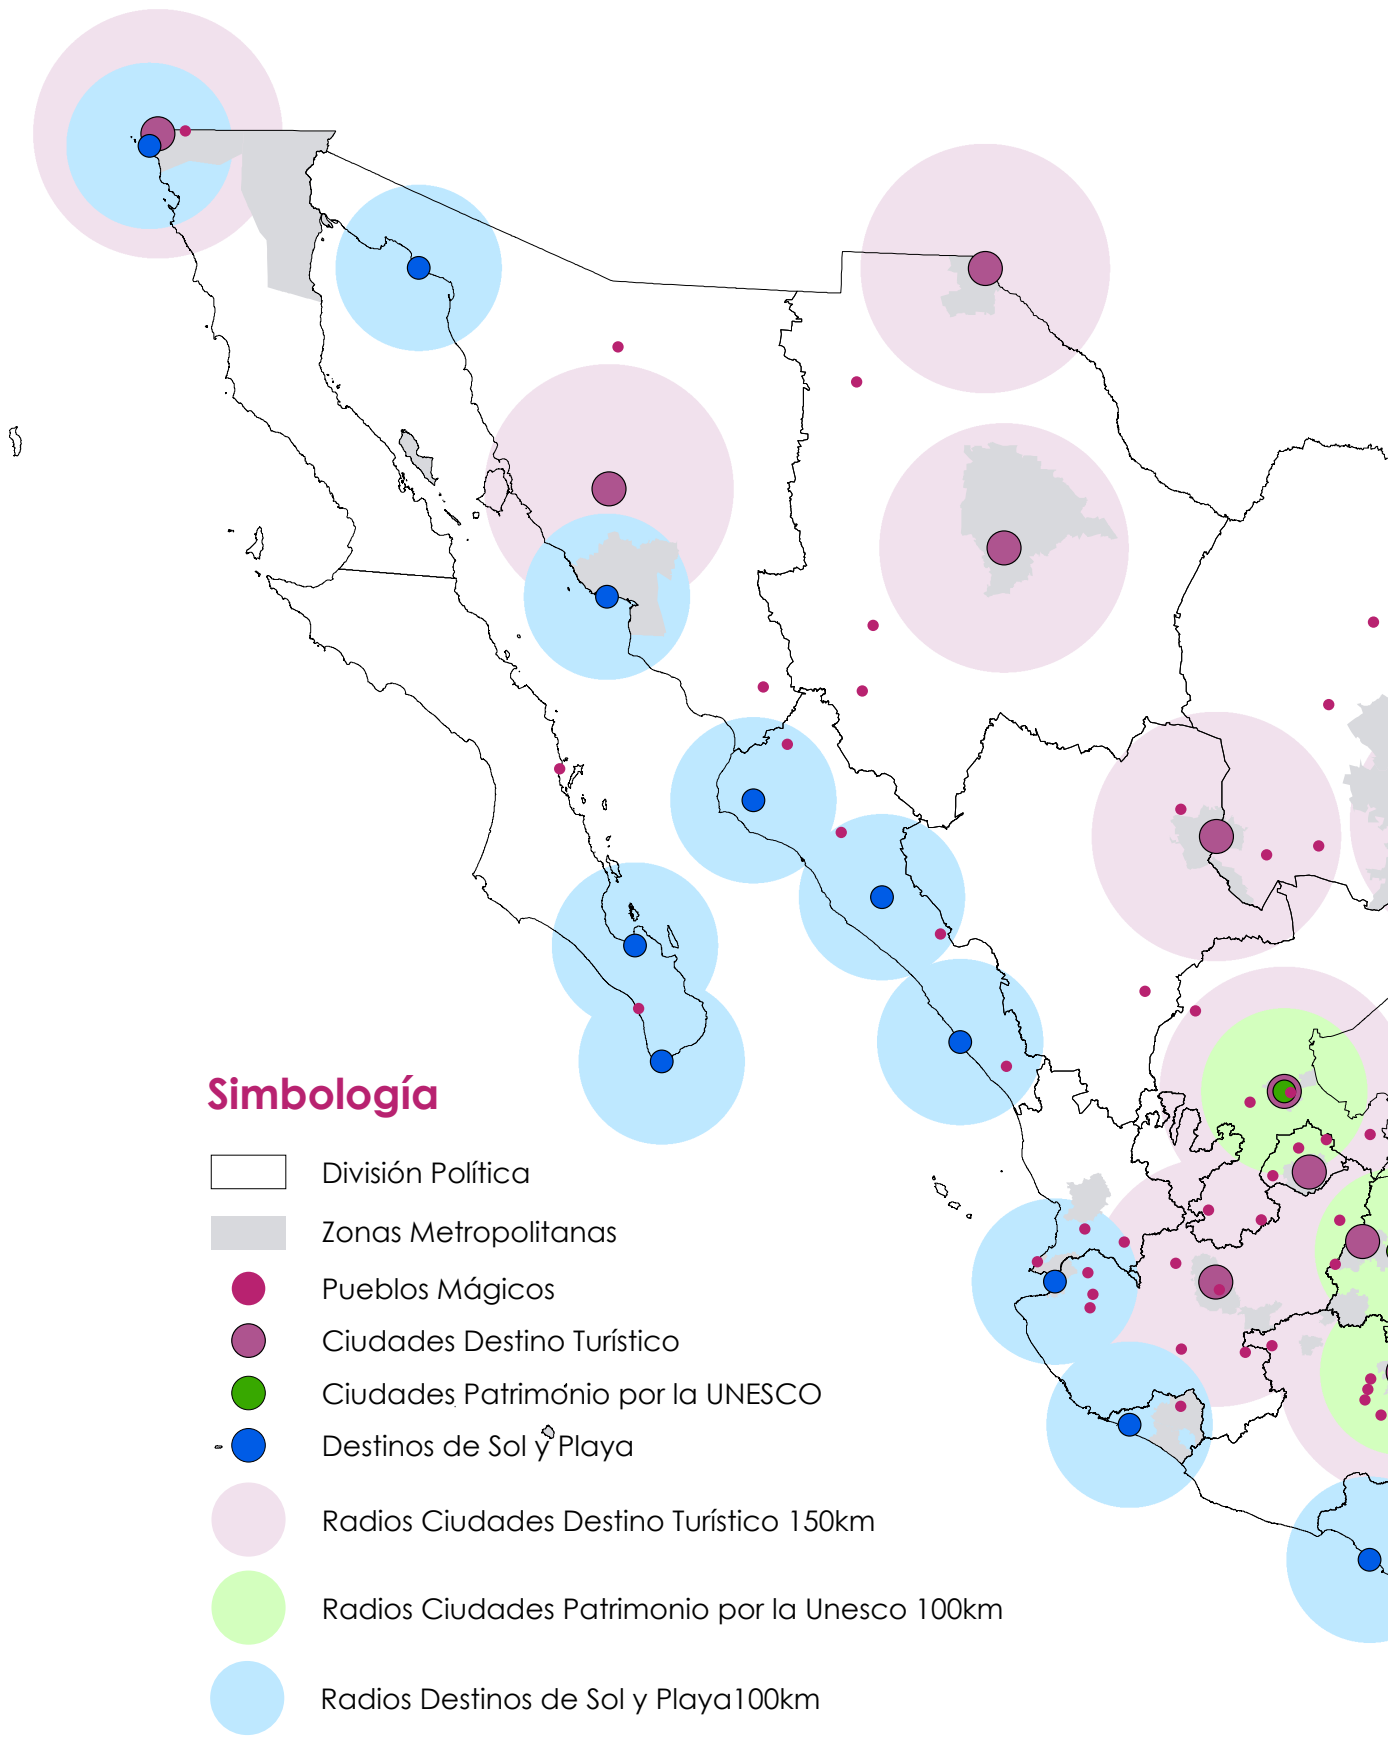 Simbología
División Política
Zonas Metropolitanas
Pueblos Mágicos
Ciudades Destino Turístico
Ciudades Patrimonio por la UNESCO
Destinos de Sol y Playa
Radios Ciudades Destino Turístico 150km
Radios Ciudades Patrimonio por la Unesco 100km
Radios Destinos de Sol y Playa100km